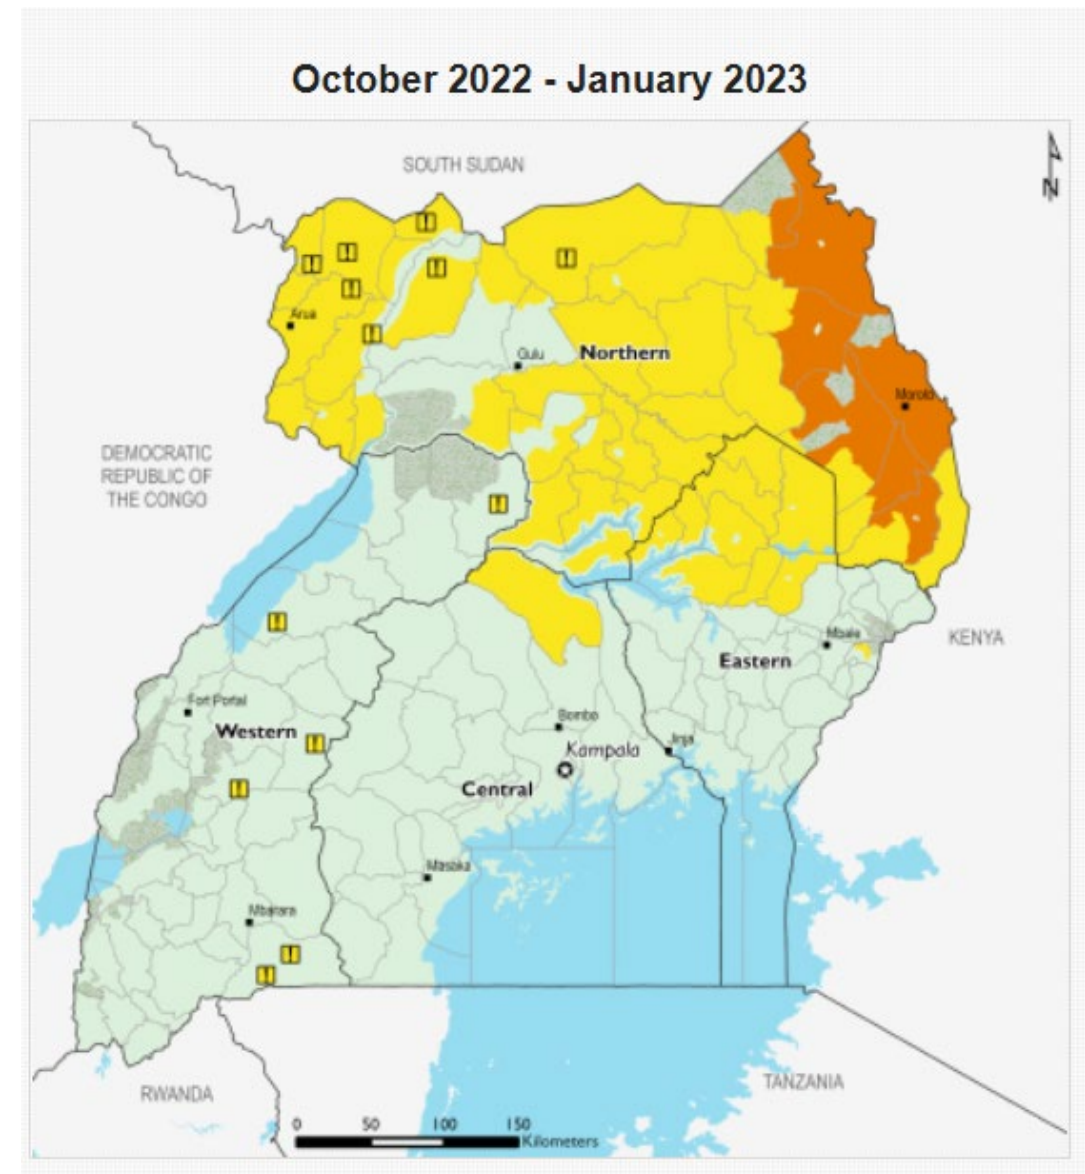 October 2022 - January 2023
SOUTH SUDAN
N
Arua
Gulu
Northern
Moroto
DEMOCRATIC
REPUBLIC OF
THE CONGO
Mbale
KENYA
Eastern
Fort Portal
Western
Bombo
Jinja
Kampala
Central
Masaka
Mbarara
TANZANIA
RWANDA
0 50 100 150
Kilometers